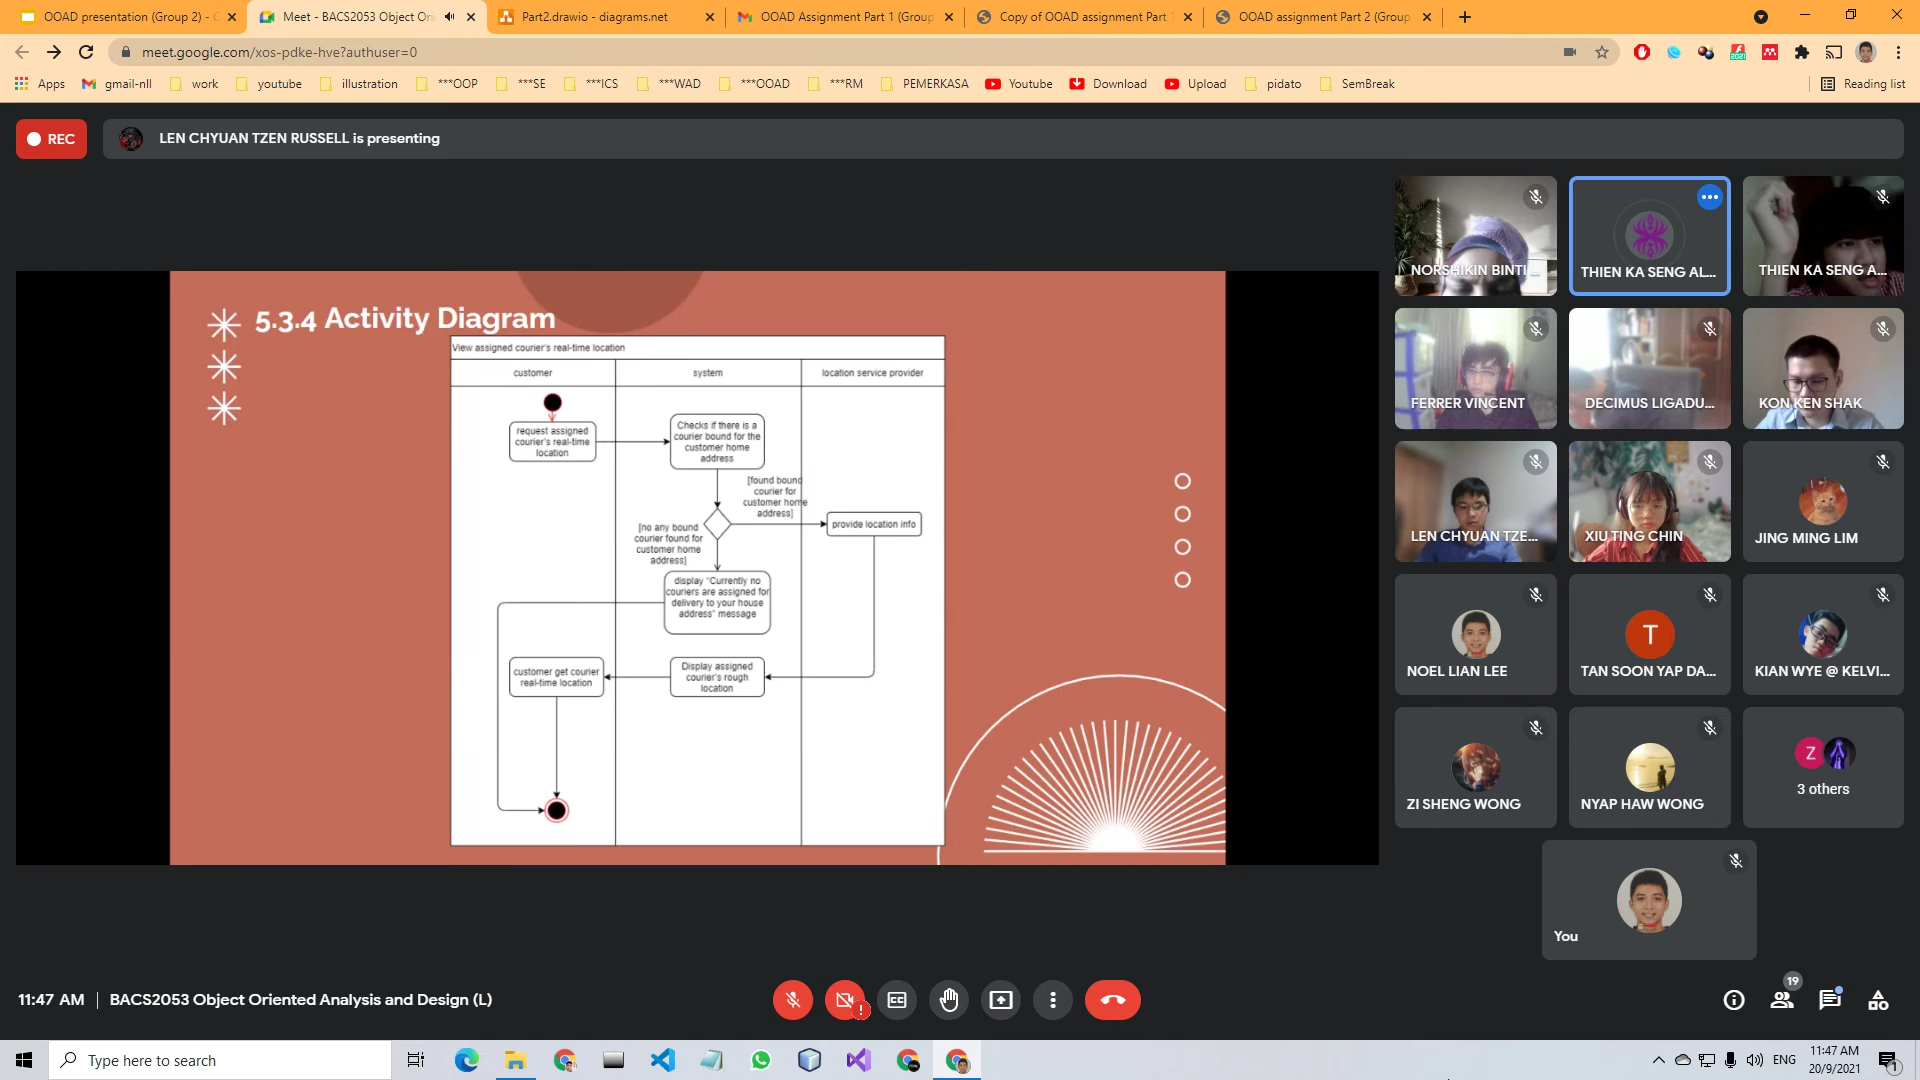 OOAD presentation (Group 2) - G
Meet - BACS2053 Object Ori
Part2.drawio - diagrams.net
OOAD Assignment Part 1 (Group
Copy of OOAD assignment Part
OOAD assignment Part 2 (Group
meet.google.com/xos-pdke-hve?authuser=0
Apps
gmail-nll
work
youtube
illustration
***OOP
***SE
***ICS
***WAD
***OOAD
***RM
PEMERKASA
Youtube
Download
Upload
pidato
SemBreak
Reading list
REC
LEN CHYUAN TZEN RUSSELL is presenting
5.3.4 Activity Diagram
View assigned courier's real-time location
customer
system
location service provider
request assigned
courier's real-time
location
Checks if there is a
courier bound for the
customer home
address
[found bound
courier for
customer home
address]
[no any bound
courier found for
customer home
address]
provide location info
display "Currently no
couriers are assigned for
delivery to your house
address" message
customer get courier
real-time location
Display assigned
courier's rough
location
NORSHIKIN BINTI ...
THIEN KA SENG AL...
THIEN KA SENG A...
FERRER VINCENT
DECIMUS LIGADU...
KON KEN SHAK
LEN CHYUAN TZE...
XIU TING CHIN
JING MING LIM
NOEL LIAN LEE
T
TAN SOON YAP DA...
KIAN WYE @ KELVI...
ZI SHENG WONG
NYAP HAW WONG
Z
3 others
You
11:47 AM
BACS2053 Object Oriented Analysis and Design (L)
19
Type here to search
ENG
11:47 AM
20/9/2021
1